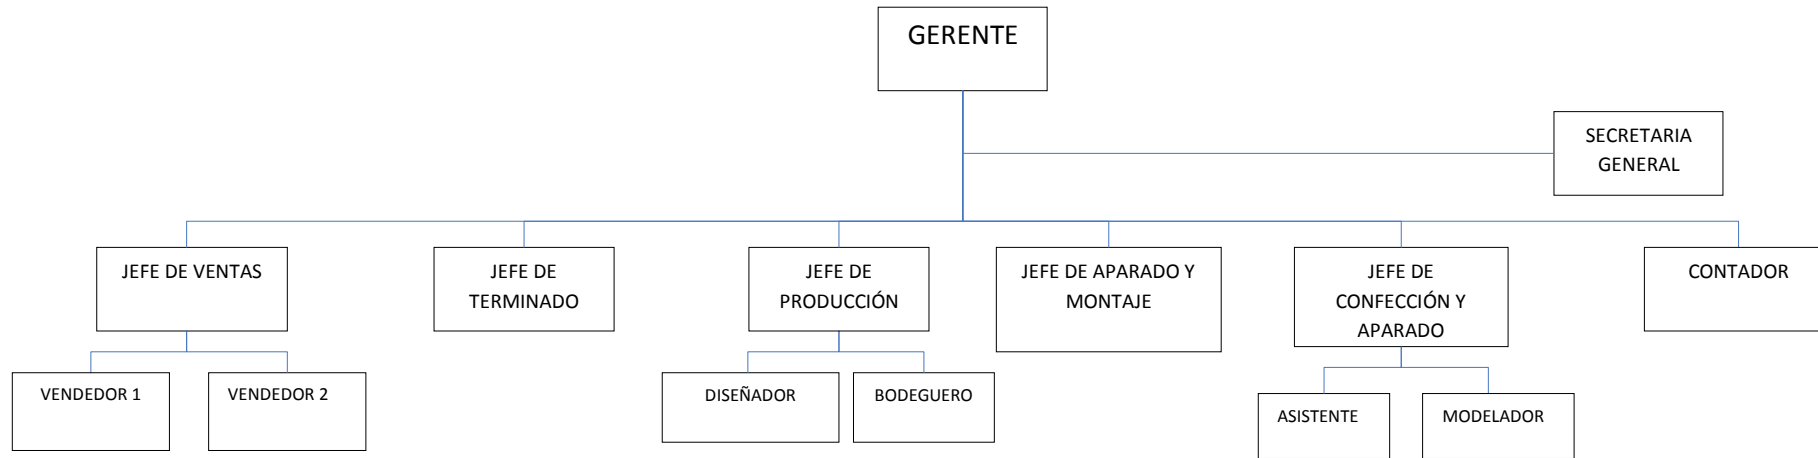 GERENTE
SECRETARIA
GENERAL
JEFE DE VENTAS
JEFE DE
TERMINADO
JEFE DE
PRODUCCIÓN
JEFE DE APARADO Y
MONTAJE
JEFE DE
CONFECCIÓN Y
APARADO
CONTADOR
VENDEDOR 1
VENDEDOR 2
DISEÑADOR
BODEGUERO
ASISTENTE
MODELADOR